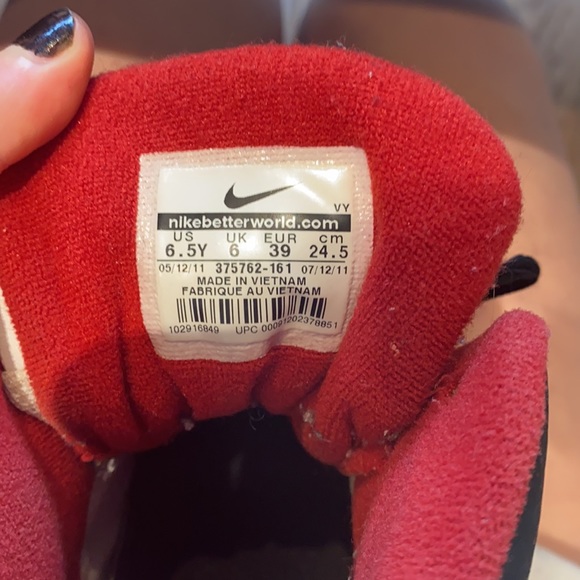 VY
nikebetterworld.com
US UK EUR cm
6.5Y 6 39 24.5
05/12/11 375762-161 07/12/11
MADE IN VIETNAM
FABRIQUE AU VIETNAM
102916849 UPC 00091202378851